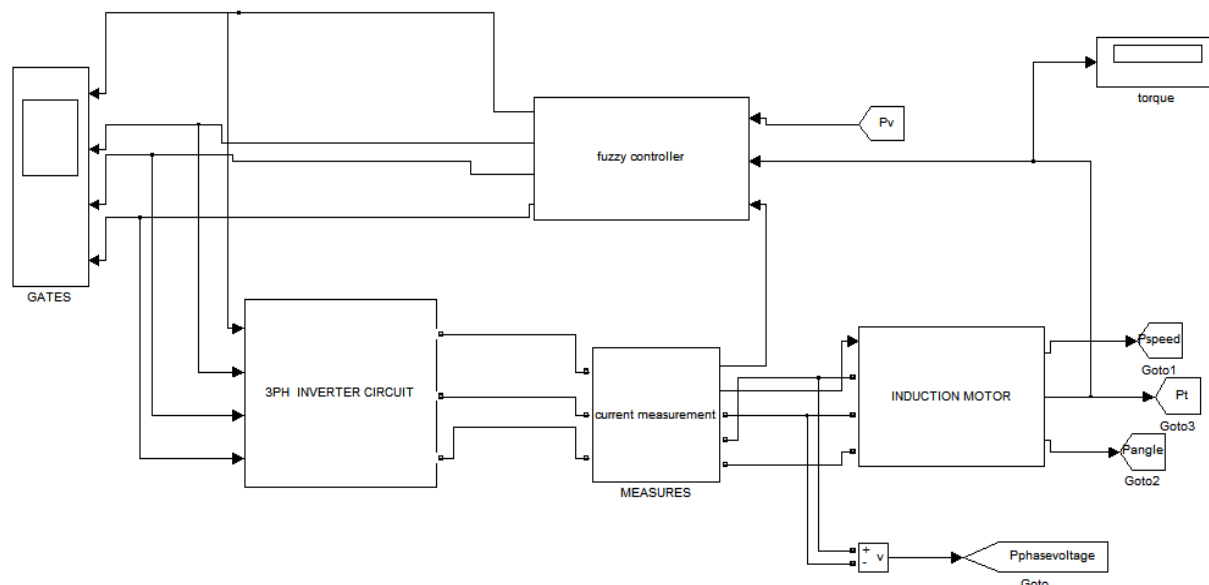 torque
Pv
fuzzy controller
GATES
3PH  INVERTER CIRCUIT
current measurement
MEASURES
INDUCTION MOTOR
Pspeed
Goto1
Pt
Goto3
Pangle
Goto2
+
-
v
Pphasevoltage
Goto